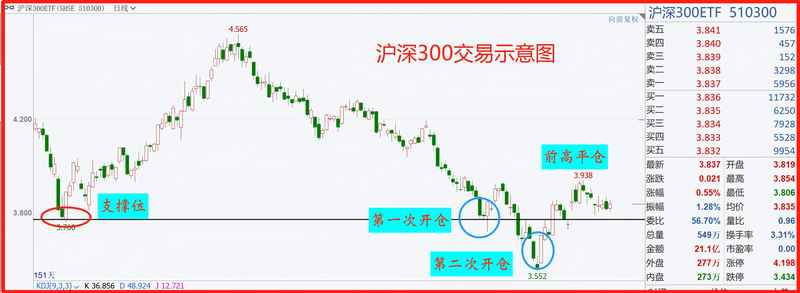 沪深300ETF(SHSE 510300) 日线
向前复权
4.565
沪深300交易示意图
4.200
前高平仓
3.938
支撑位
第一次开仓
3.800
第二次开仓
3.552
151天
KDJ(9,3,3) K 36.856 D 48.924 J 12.721
沪深300ETF 510300
卖五 3.841 1576
卖四 3.840 457
卖三 3.839 152
卖二 3.838 3298
卖一 3.837 5956
买一 3.836 11732
买二 3.835 6250
买三 3.834 7928
买四 3.833 5528
买五 3.832 9954
最新 3.837 开盘 3.819
涨跌 0.021 最高 3.854
涨幅 0.55% 最低 3.806
振幅 1.28% 均价 3.835
委比 56.70% 量比 0.96
总量 549万 换手率 3.31%
金额 21.1亿 市盈率 0.00
外盘 277万 涨停 4.198
内盘 273万 跌停 3.434